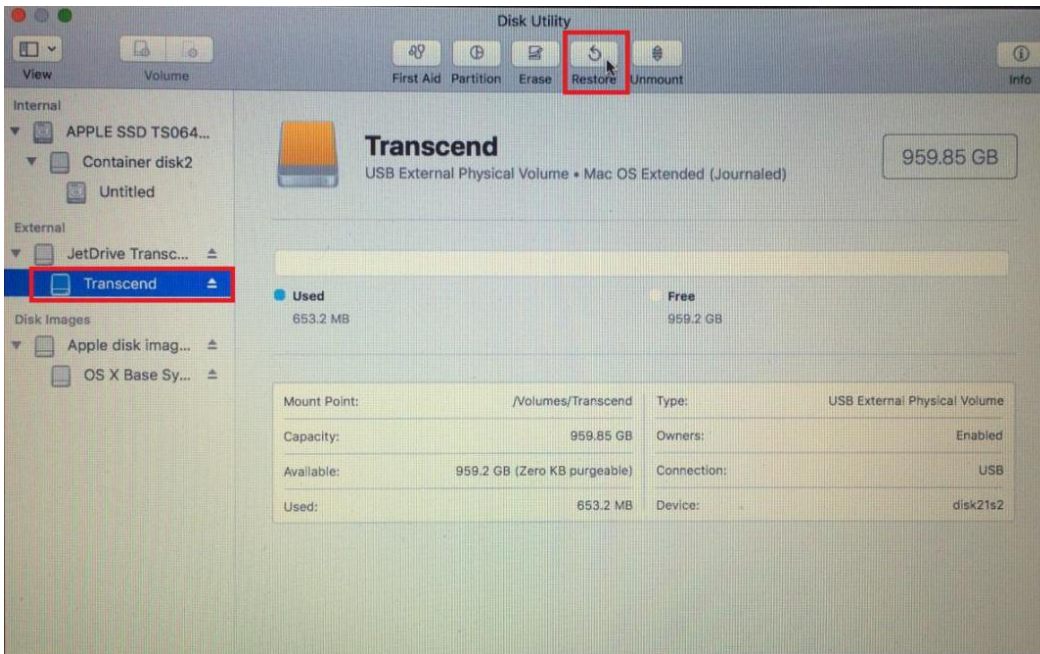 Disk Utility
View
Volume
First Aid
Partition
Erase
Restore
Unmount
Info
Internal
APPLE SSD TS064...
Container disk2
Untitled
External
JetDrive Transc...
Transcend
Disk Images
Apple disk imag...
OS X Base Sy...
Transcend
USB External Physical Volume • Mac OS Extended (Journaled)
959.85 GB
Used
653.2 MB
Free
959.2 GB
Mount Point: /Volumes/Transcend
Capacity: 959.85 GB
Available: 959.2 GB (Zero KB purgeable)
Used: 653.2 MB
Type: USB External Physical Volume
Owners: Enabled
Connection: USB
Device: disk21s2